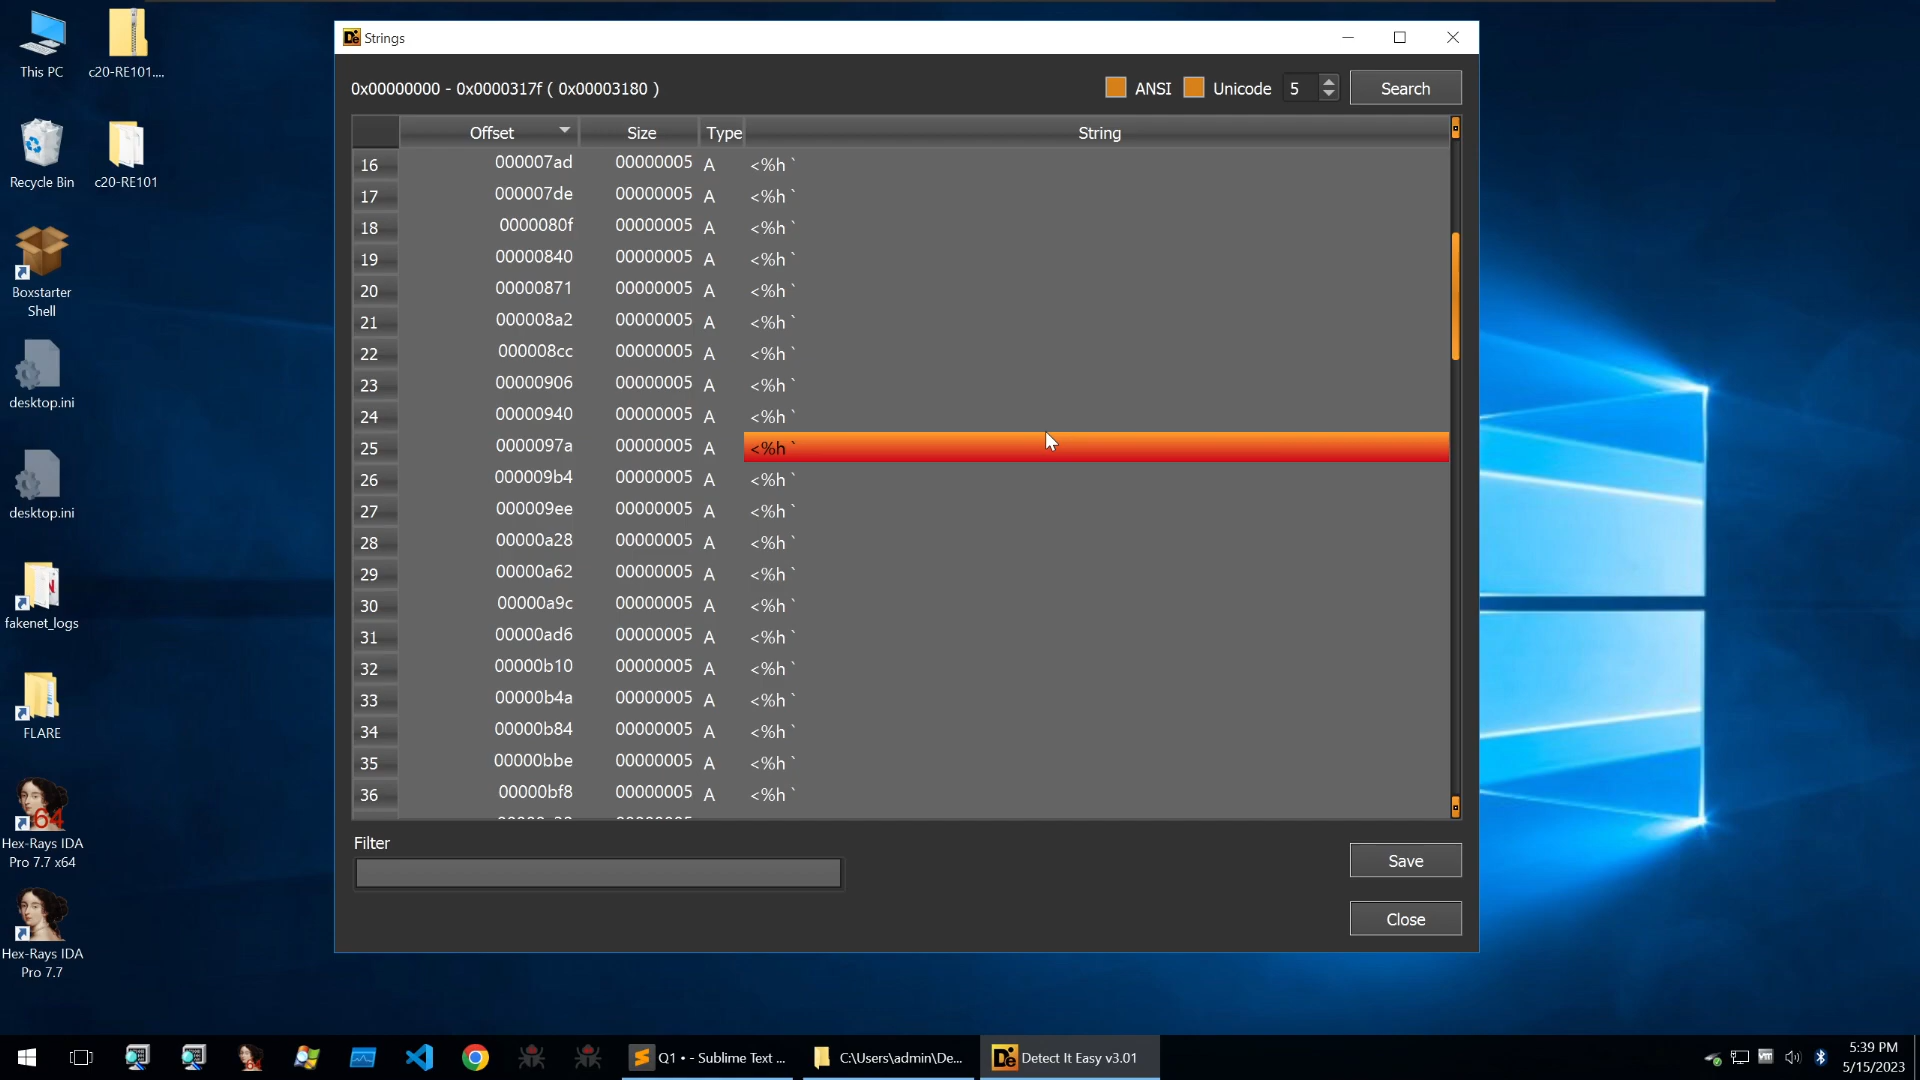 This PC
c20-RE101....
Recycle Bin
c20-RE101
Boxstarter
Shell
desktop.ini
desktop.ini
fakenet_logs
FLARE
64
Hex-Rays IDA
Pro 7.7 x64
Hex-Rays IDA
Pro 7.7
Strings
0x00000000 - 0x0000317f ( 0x00003180 )
ANSI
Unicode
5
Search
Offset Size Type String
16 000007ad 00000005 A <%h `
17 000007de 00000005 A <%h `
18 0000080f 00000005 A <%h `
19 00000840 00000005 A <%h `
20 00000871 00000005 A <%h `
21 000008a2 00000005 A <%h `
22 000008cc 00000005 A <%h `
23 00000906 00000005 A <%h `
24 00000940 00000005 A <%h `
25 0000097a 00000005 A <%h `
26 000009b4 00000005 A <%h `
27 000009ee 00000005 A <%h `
28 00000a28 00000005 A <%h `
29 00000a62 00000005 A <%h `
30 00000a9c 00000005 A <%h `
31 00000ad6 00000005 A <%h `
32 00000b10 00000005 A <%h `
33 00000b4a 00000005 A <%h `
34 00000b84 00000005 A <%h `
35 00000bbe 00000005 A <%h `
36 00000bf8 00000005 A <%h `
Filter
Save
Close
64
Q1 • - Sublime Text ...
C:\Users\admin\De...
Detect It Easy v3.01
5:39 PM
5/15/2023